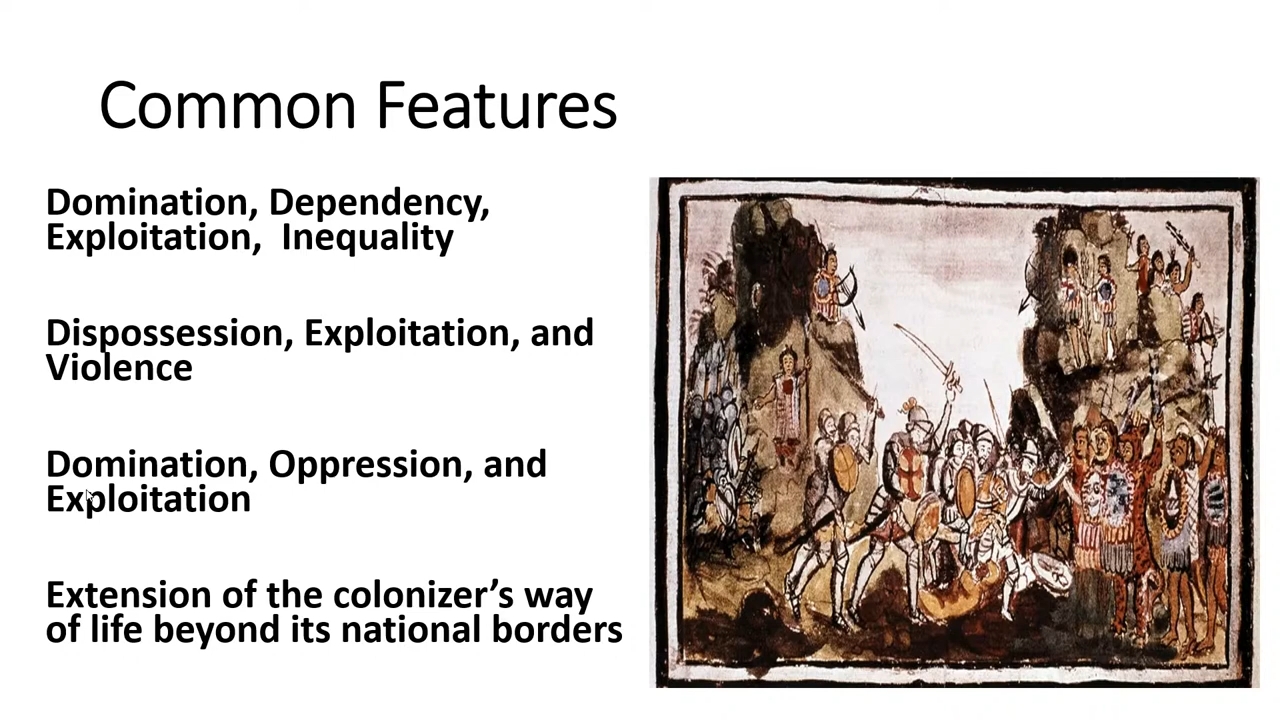 Common Features
Domination, Dependency,
Exploitation,  Inequality
Dispossession, Exploitation, and
Violence
Domination, Oppression, and
Exploitation
Extension of the colonizer’s way
of life beyond its national borders